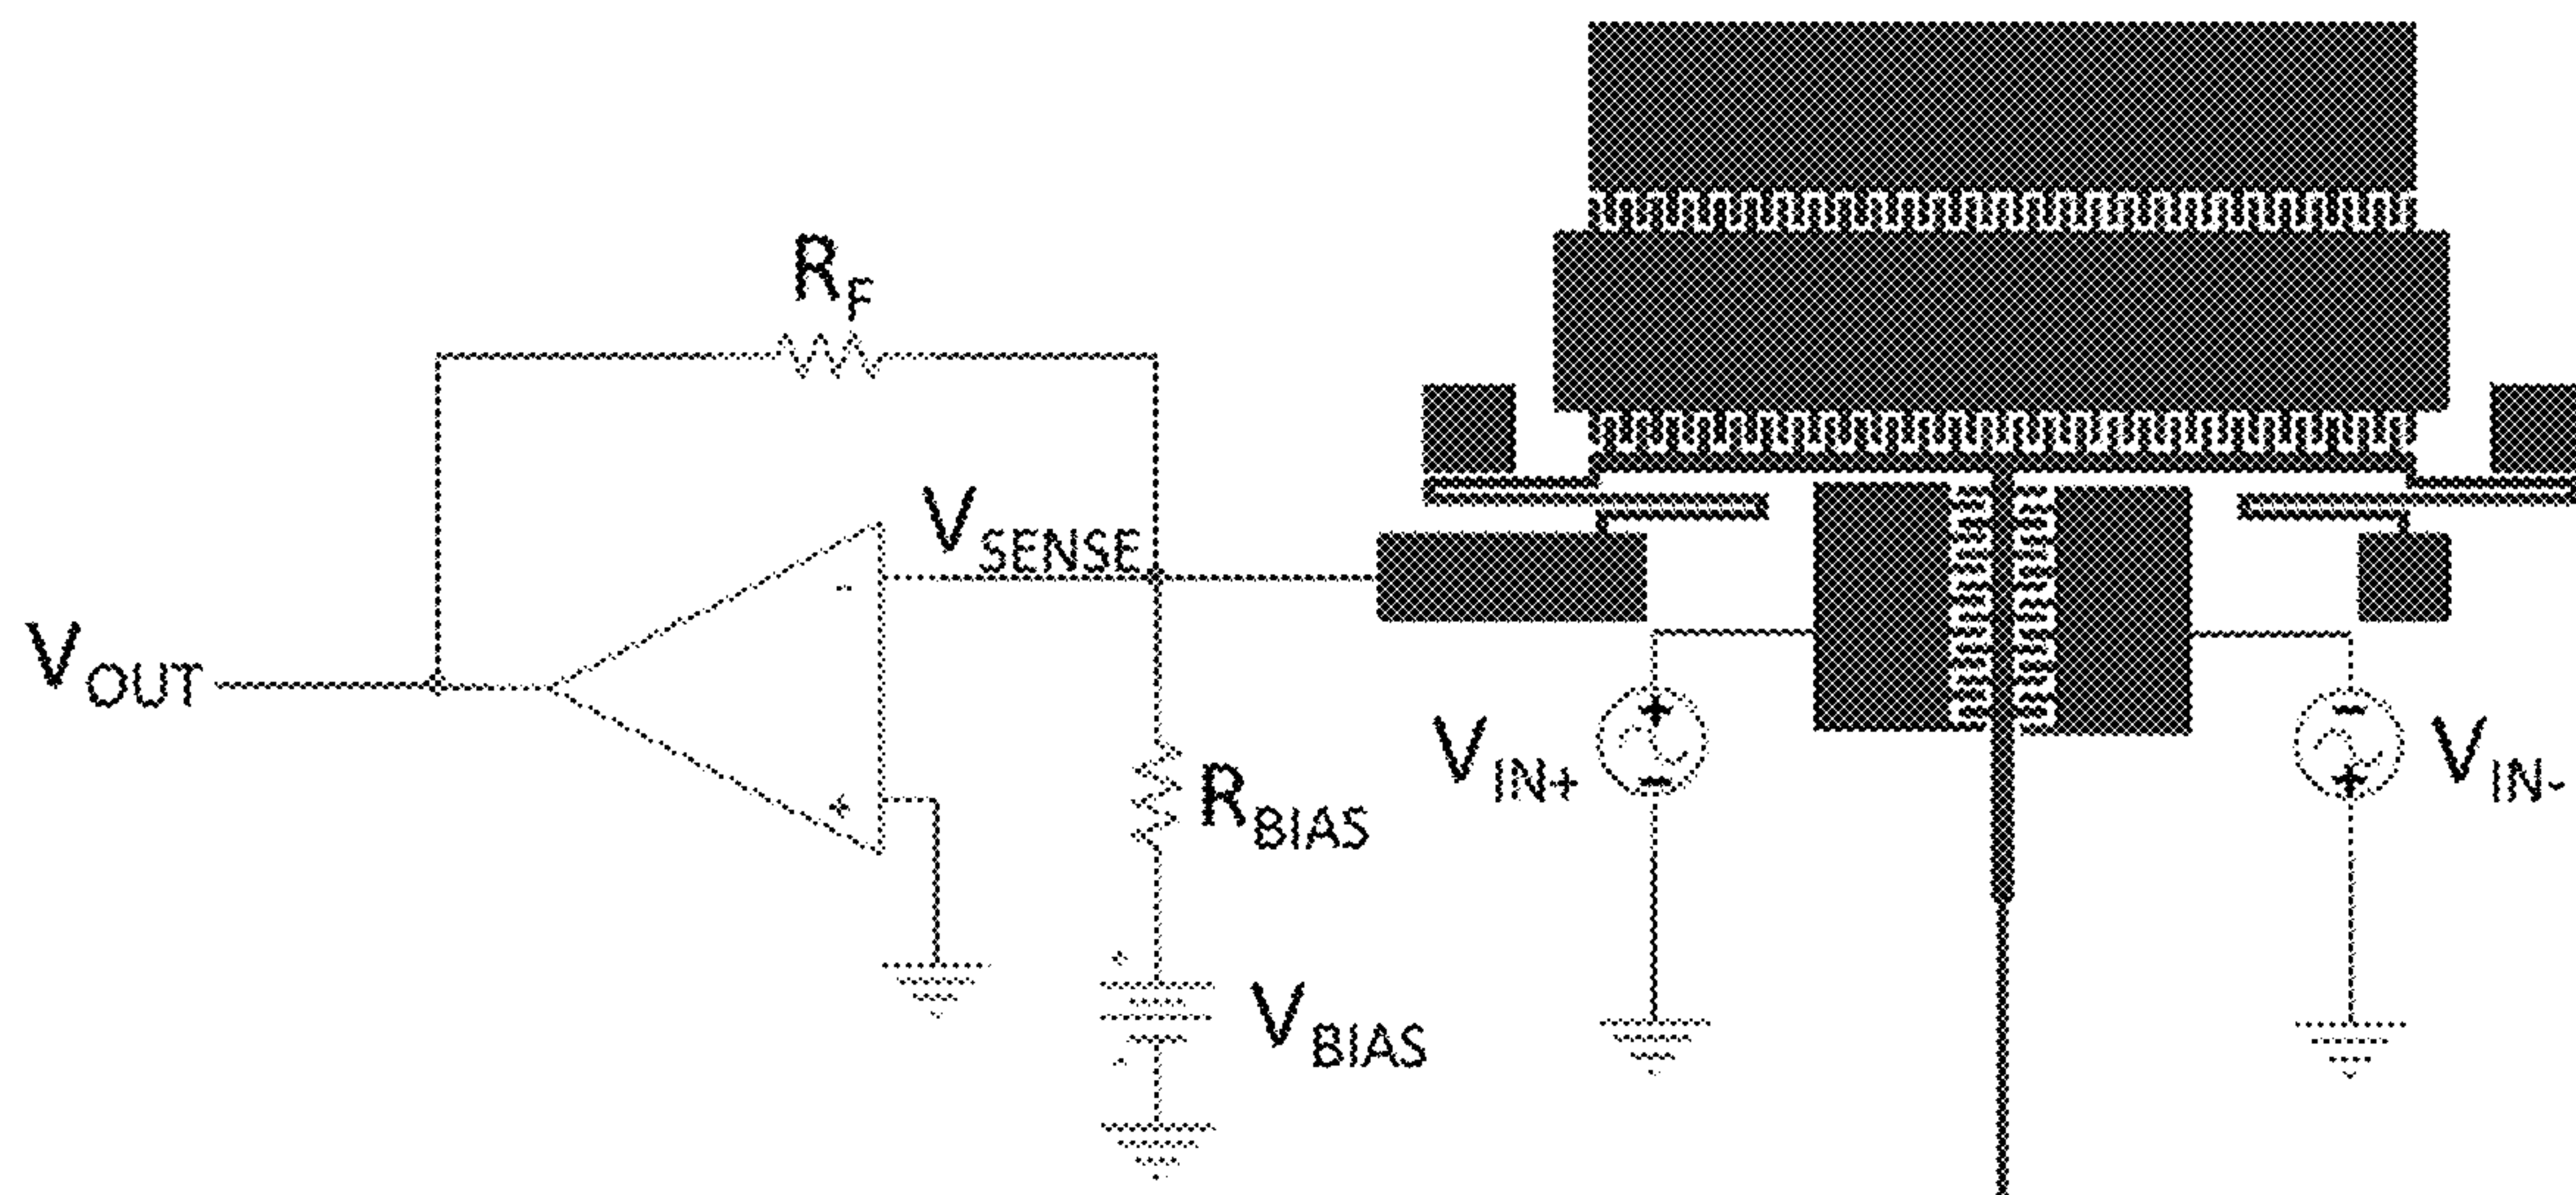 R_F
V_SENSE
V_OUT
-
+
R_BIAS
+
-
V_BIAS
V_IN+
+
-
-
+
V_IN-